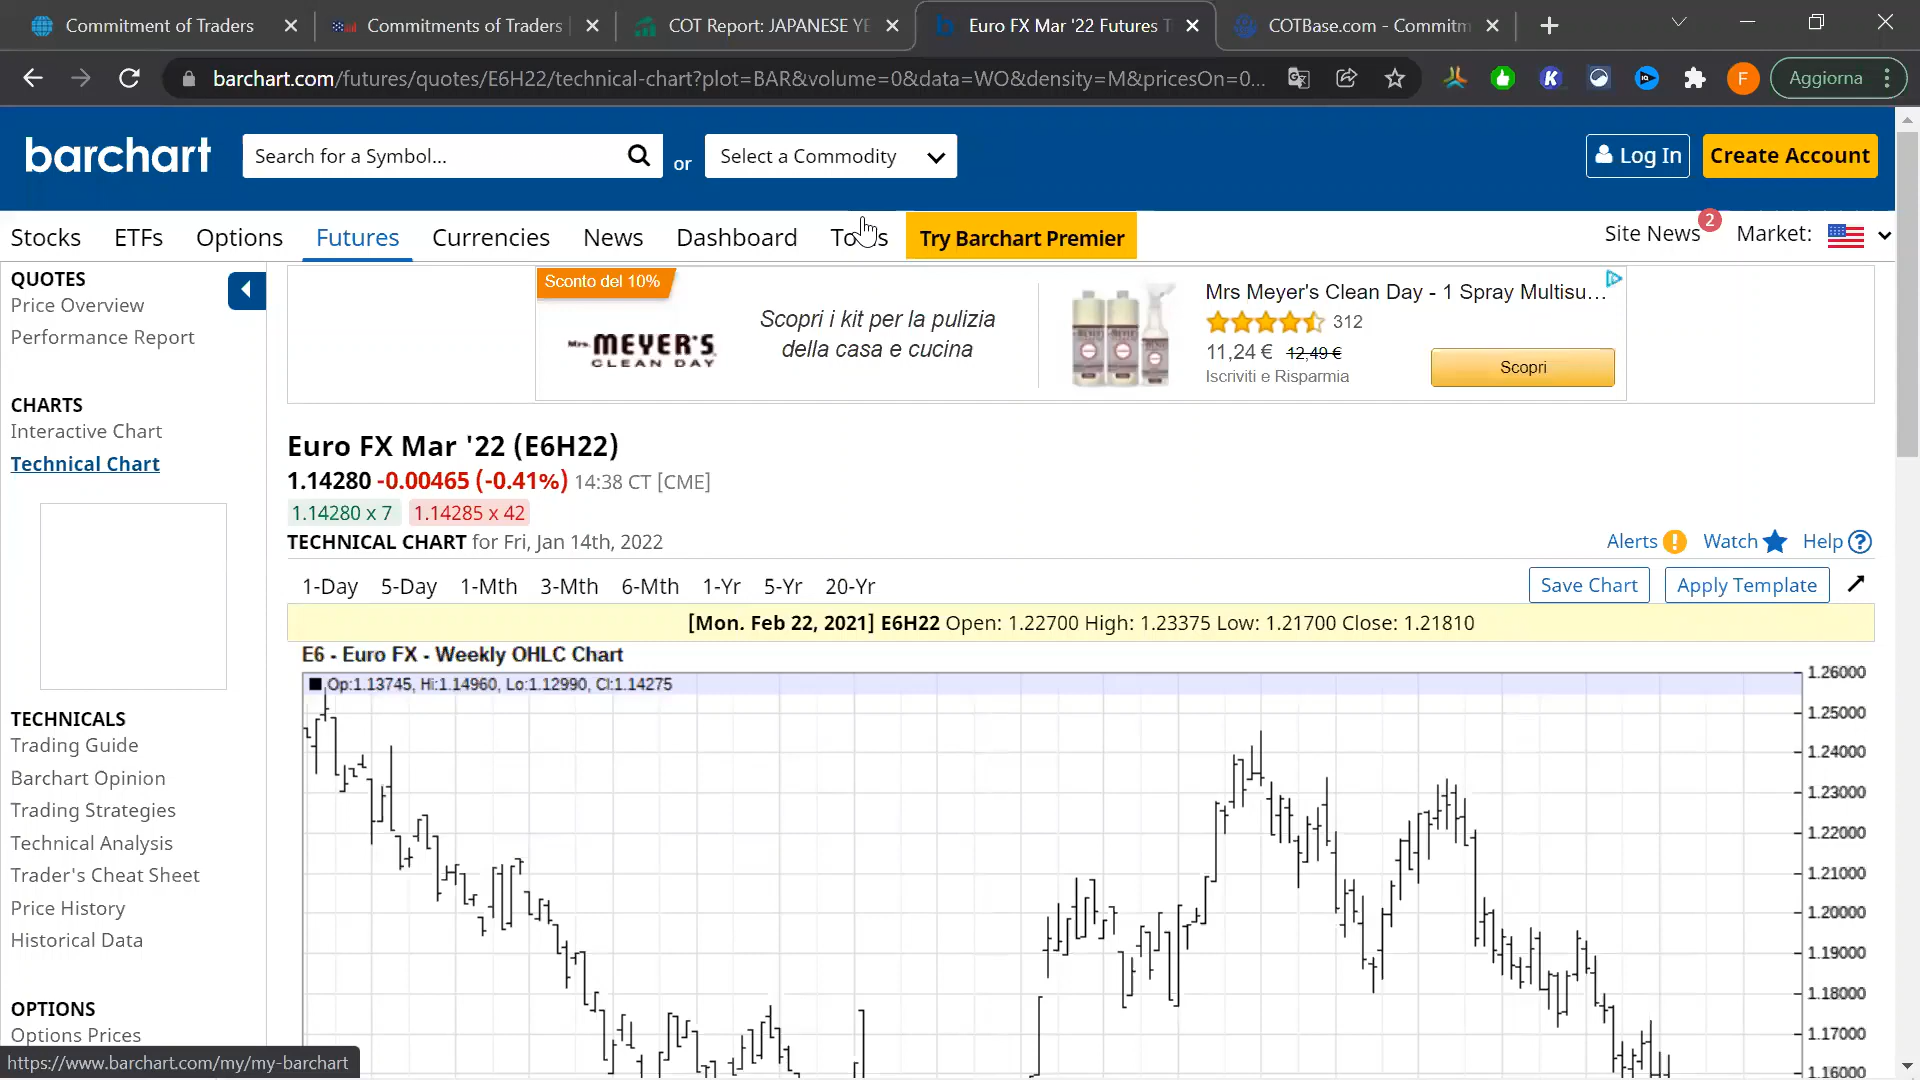 Commitment of Traders
Commitments of Traders
COT Report: JAPANESE YE
Euro FX Mar '22 Futures T
COTBase.com - Commitm
barchart.com/futures/quotes/E6H22/technical-chart?plot=BAR&volume=0&data=WO&density=M&pricesOn=0...
F
Aggiorna
barchart
Search for a Symbol...
or
Select a Commodity
Log In
Create Account
Stocks
ETFs
Options
Futures
Currencies
News
Dashboard
Tools
Try Barchart Premier
Site News
2
Market:
QUOTES
Price Overview
Performance Report
CHARTS
Interactive Chart
Technical Chart
TECHNICALS
Trading Guide
Barchart Opinion
Trading Strategies
Technical Analysis
Trader's Cheat Sheet
Price History
Historical Data
OPTIONS
Options Prices
https://www.barchart.com/my/my-barchart
Sconto del 10%
Mrs. MEYER'S
CLEAN DAY
Scopri i kit per la pulizia
della casa e cucina
Mrs Meyer's Clean Day - 1 Spray Multisu...
312
11,24 € 12,49 €
Iscriviti e Risparmia
Scopri
Euro FX Mar '22 (E6H22)
1.14280 -0.00465 (-0.41%) 14:38 CT [CME]
1.14280 x 7 1.14285 x 42
TECHNICAL CHART for Fri, Jan 14th, 2022
Alerts
Watch
Help
1-Day 5-Day 1-Mth 3-Mth 6-Mth 1-Yr 5-Yr 20-Yr
Save Chart
Apply Template
[Mon. Feb 22, 2021] E6H22 Open: 1.22700 High: 1.23375 Low: 1.21700 Close: 1.21810
E6 - Euro FX - Weekly OHLC Chart
Op:1.13745, Hi:1.14960, Lo:1.12990, Cl:1.14275
1.26000
1.25000
1.24000
1.23000
1.22000
1.21000
1.20000
1.19000
1.18000
1.17000
1.16000